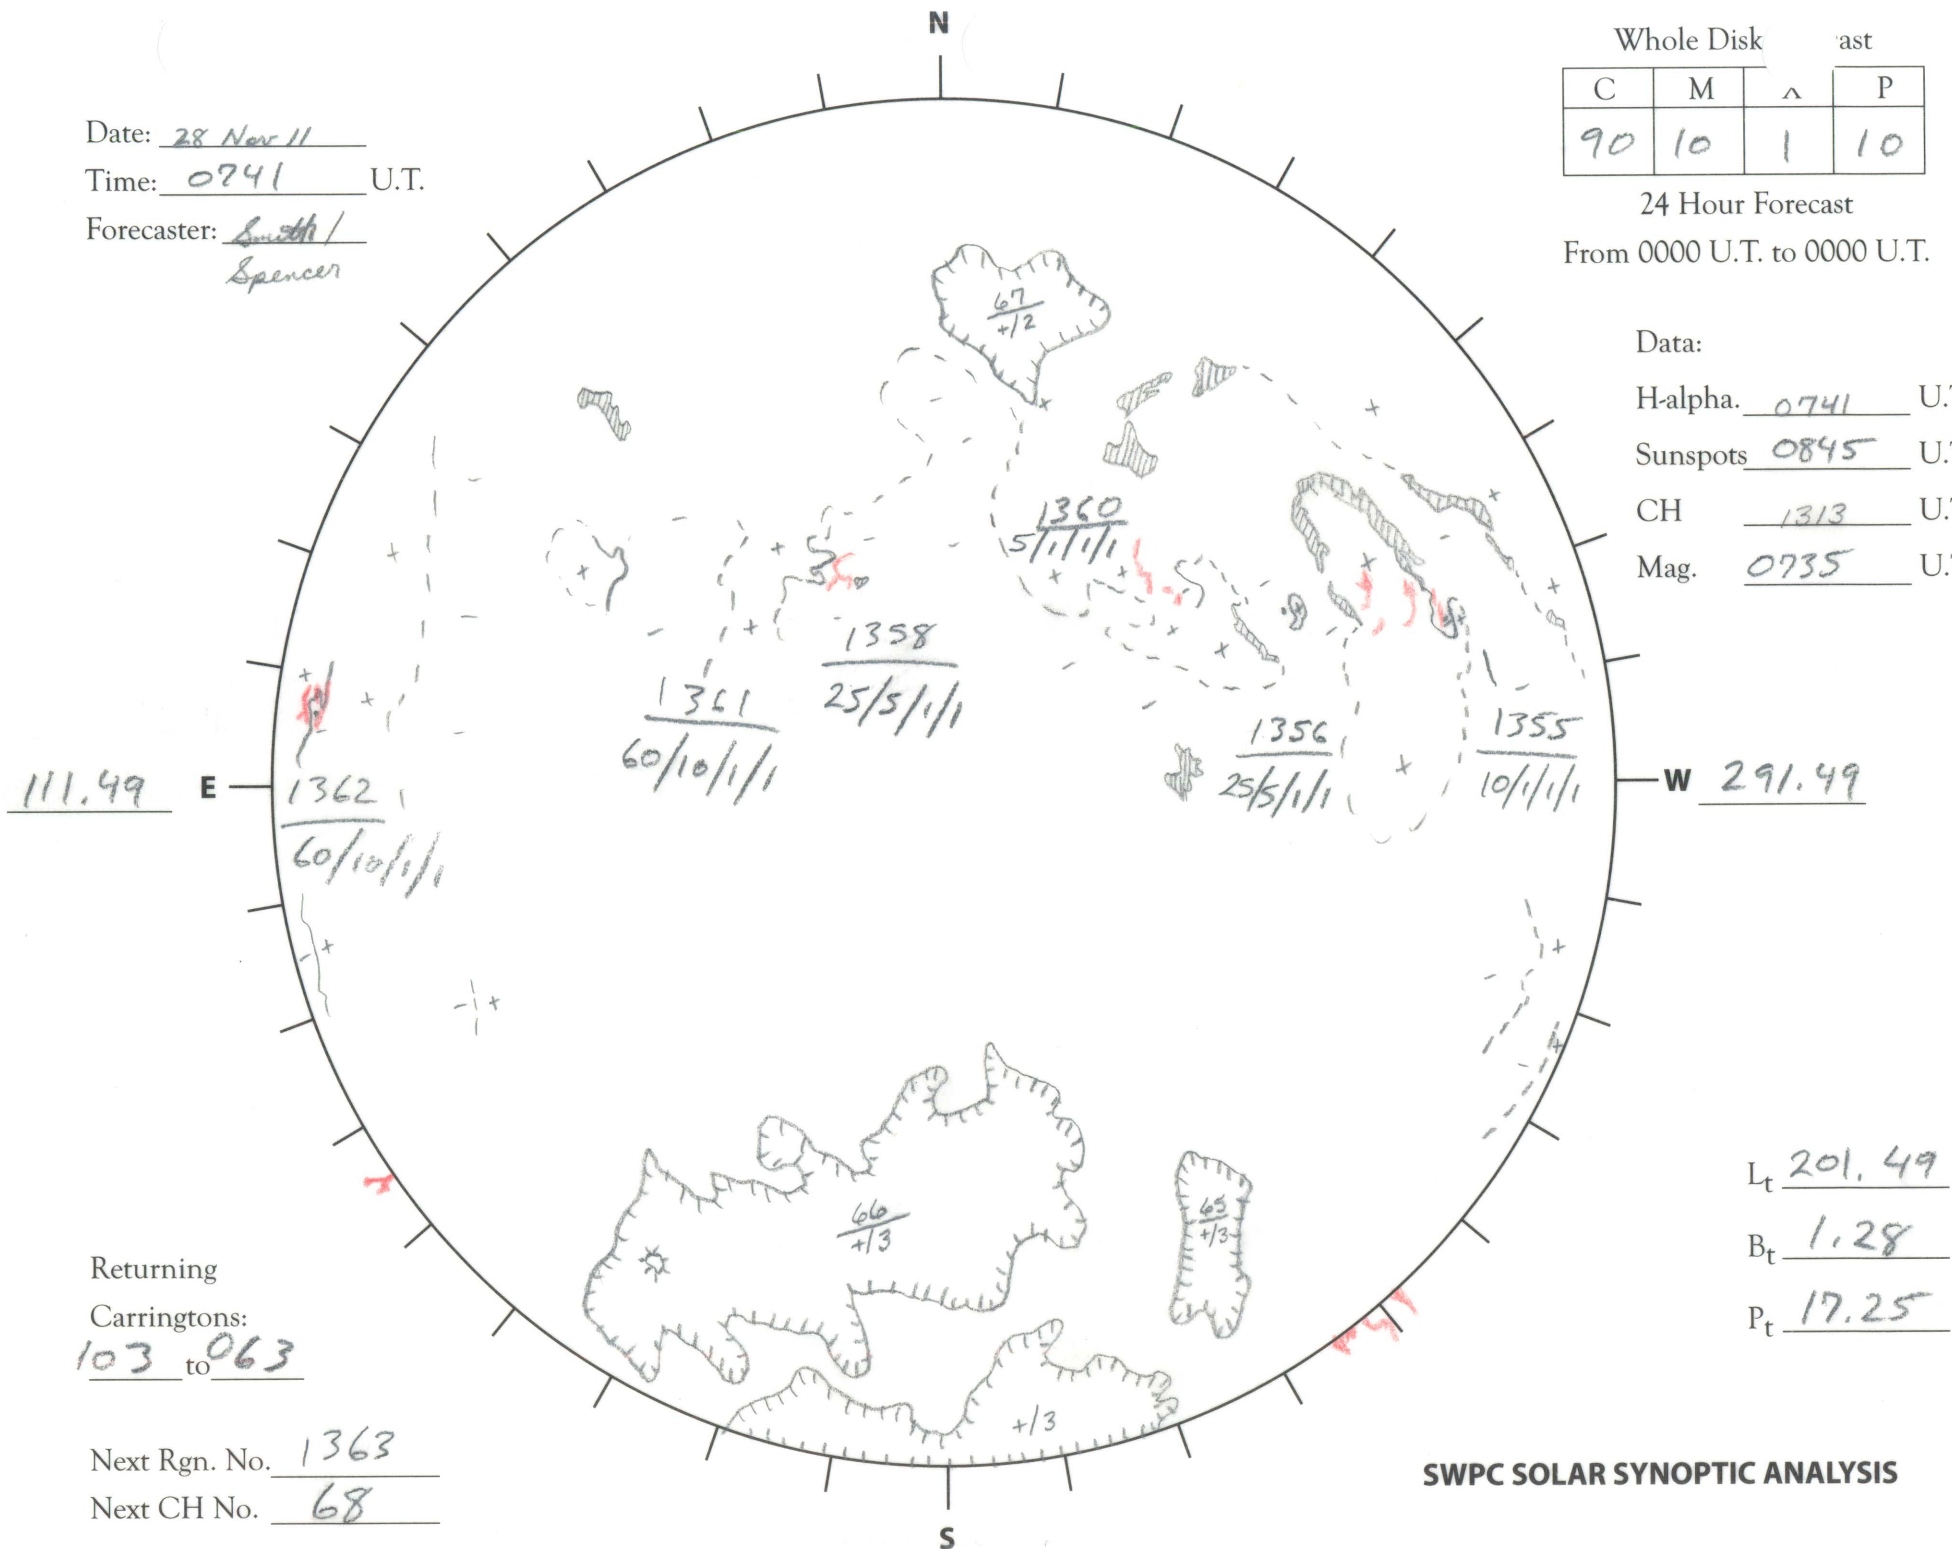 N
Whole Disk ast
C M ^ P
90 10 1 10
24 Hour Forecast
From 0000 U.T. to 0000 U.T.
Date: 28 Nov 11
Time: 0741 U.T.
Forecaster: Smith /
Spencer
Data:
H-alpha. 0741 U.T
Sunspots 0845 U.T
CH 1313 U.T
Mag. 0735 U.T
67
+/2
1360
5/1/1/1
1358
25/5/1/1
1361
60/10/1/1
1356
25/5/1/1
1355
10/1/1/1
111.49 E
1362
60/10/1/1
W 291.49
66
+/3
65
+/3
+/3
Lt 201.49
Bt 1.28
Pt 17.25
Returning
Carringtons:
103 to 063
Next Rgn. No. 1363
Next CH No. 68
SWPC SOLAR SYNOPTIC ANALYSIS
S